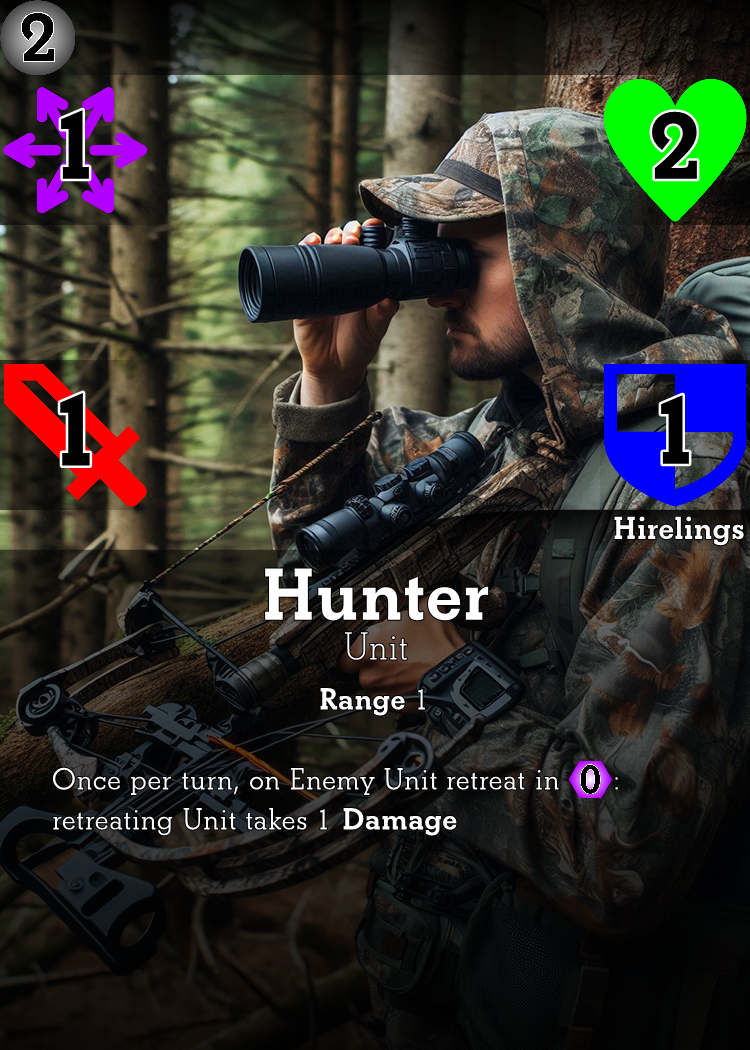 2
1
2
1
1
Hirelings
Hunter
Unit
Range 1
Once per turn, on Enemy Unit retreat in 0:
retreating Unit takes 1 Damage